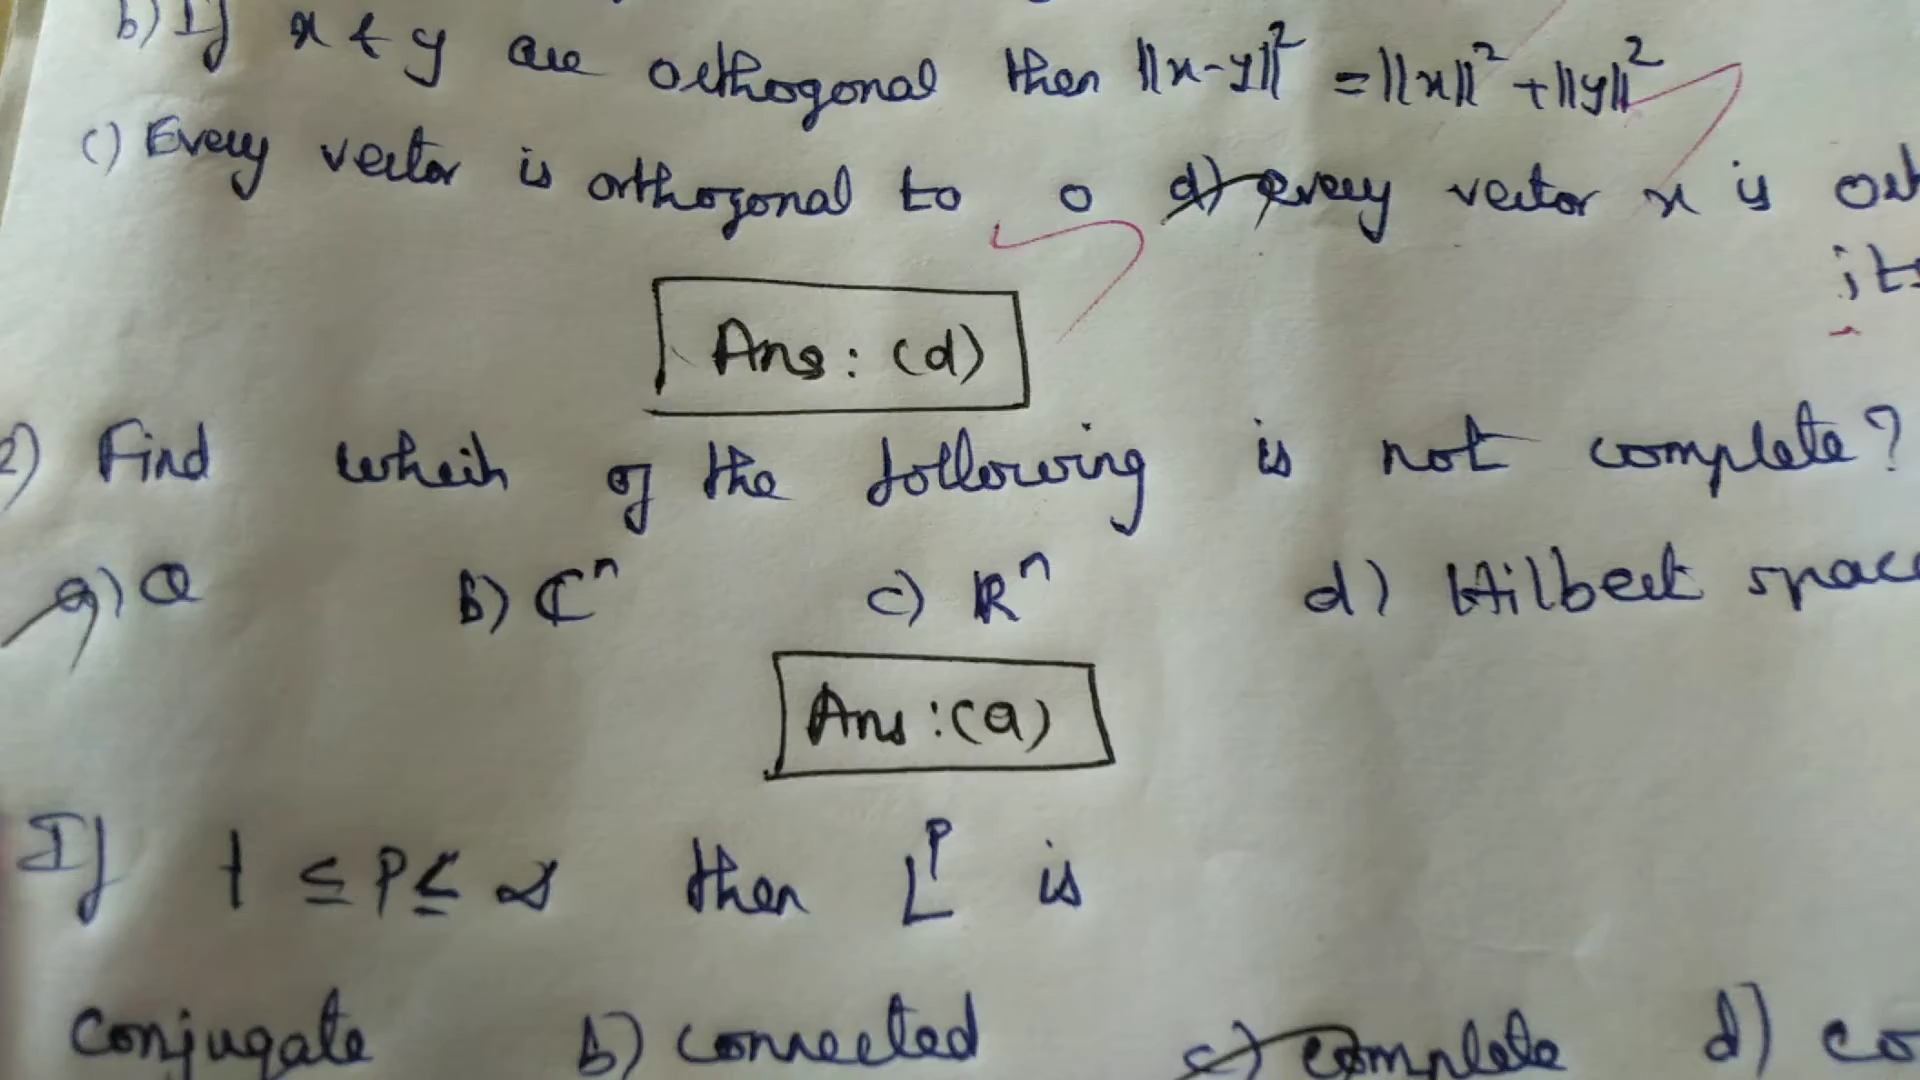 b) If x & y are orthogonal then ||x-y||² = ||x||² + ||y||²
c) Every vector is orthogonal to 0 d) every vector x is
Ans: (d)
2) Find which of the following is not complete?
a) Q b) ℂⁿ c) ℝⁿ d) Hilbert space
Ans: (a)
If 1 ≤ P ≤ ∞ then Lᴾ is
conjugate b) connected c) complete d) co